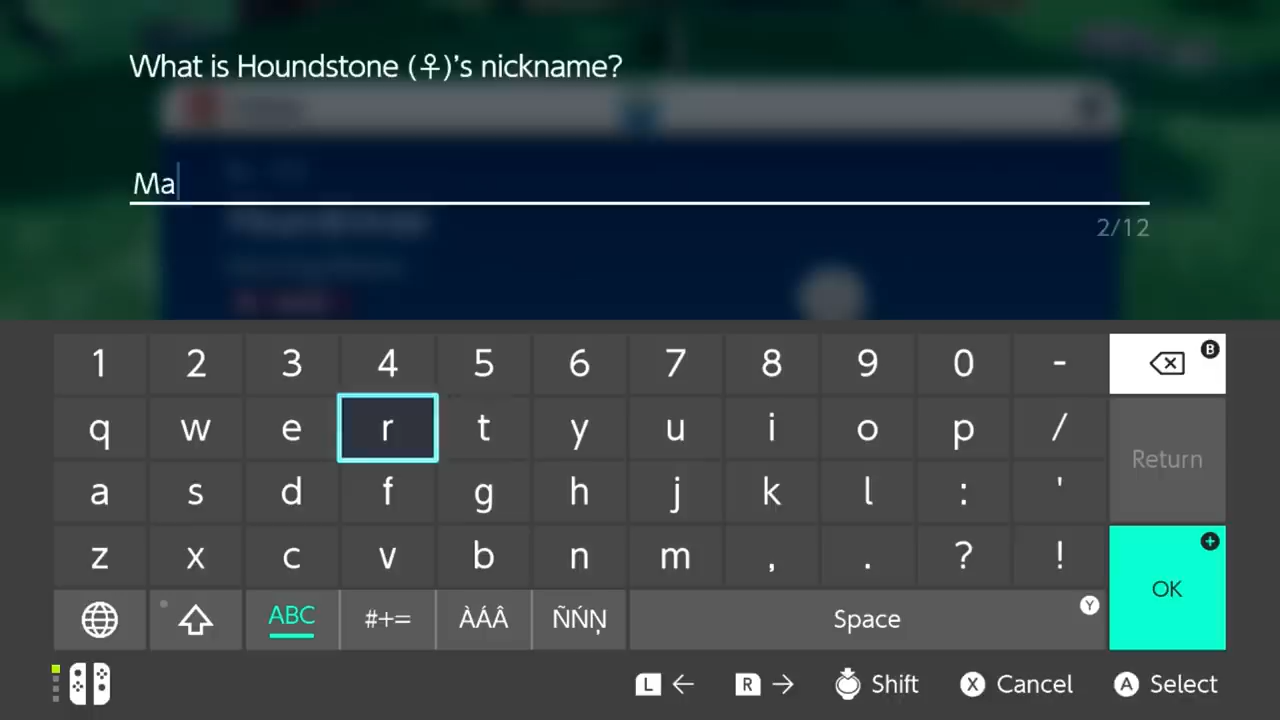 What is Houndstone (♀)'s nickname?
Ma
2/12
1 2 3 4 5 6 7 8 9 0 -
B
q w e r t y u i o p /
Return
a s d f g h j k l : '
z x c v b n m , . ? !
+
OK
ABC #+= ÀÁÂ ÑŃŅ Space
Y
L ← R → Shift X Cancel A Select